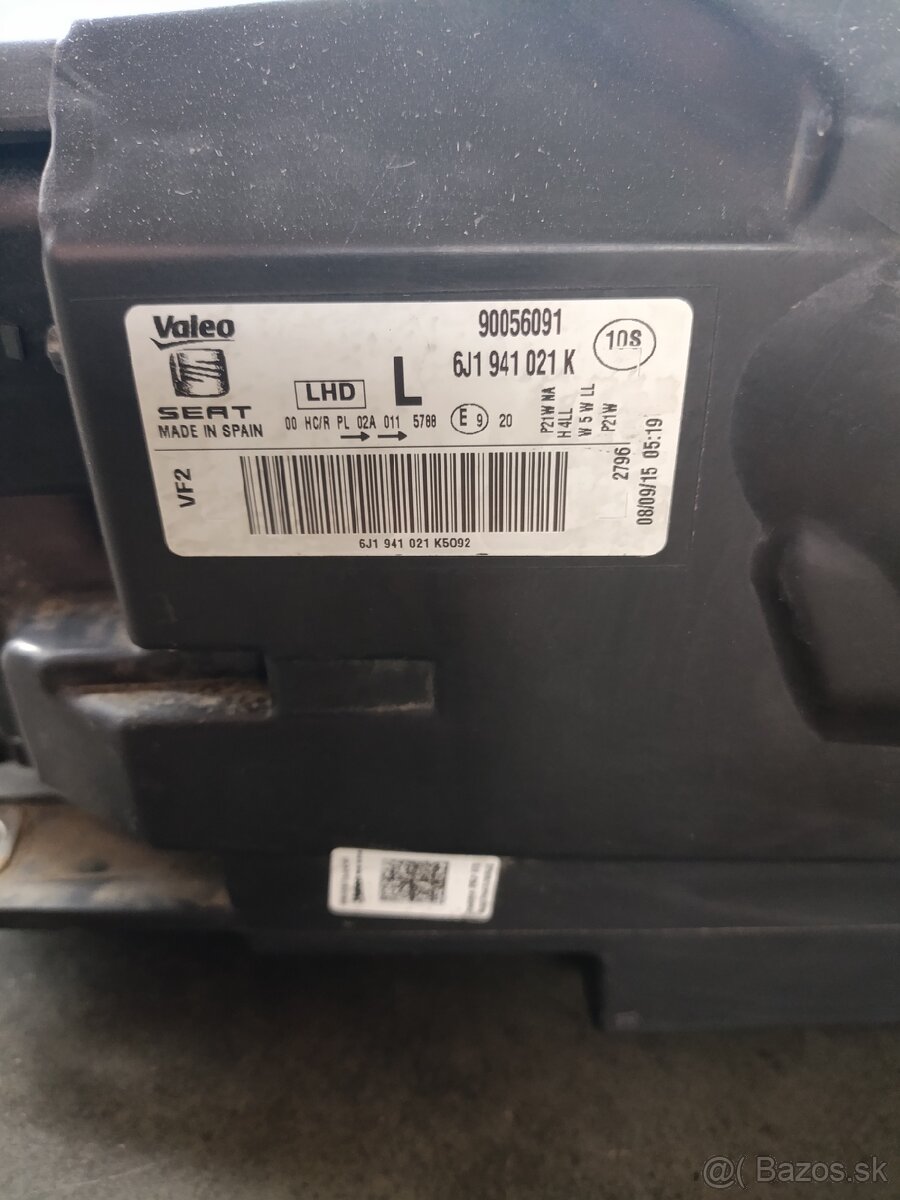 Valeo
90056091
10S
6J1 941 021 K
SEAT
MADE IN SPAIN
LHD
L
00 HC/R PL 02A 011 5788 E 9 20
P21W NA
H4LL
W 5 W LL
P21W
VF2
2796
08/09/15 05:19
6J1 941 021 K5092
@( Bazos.sk